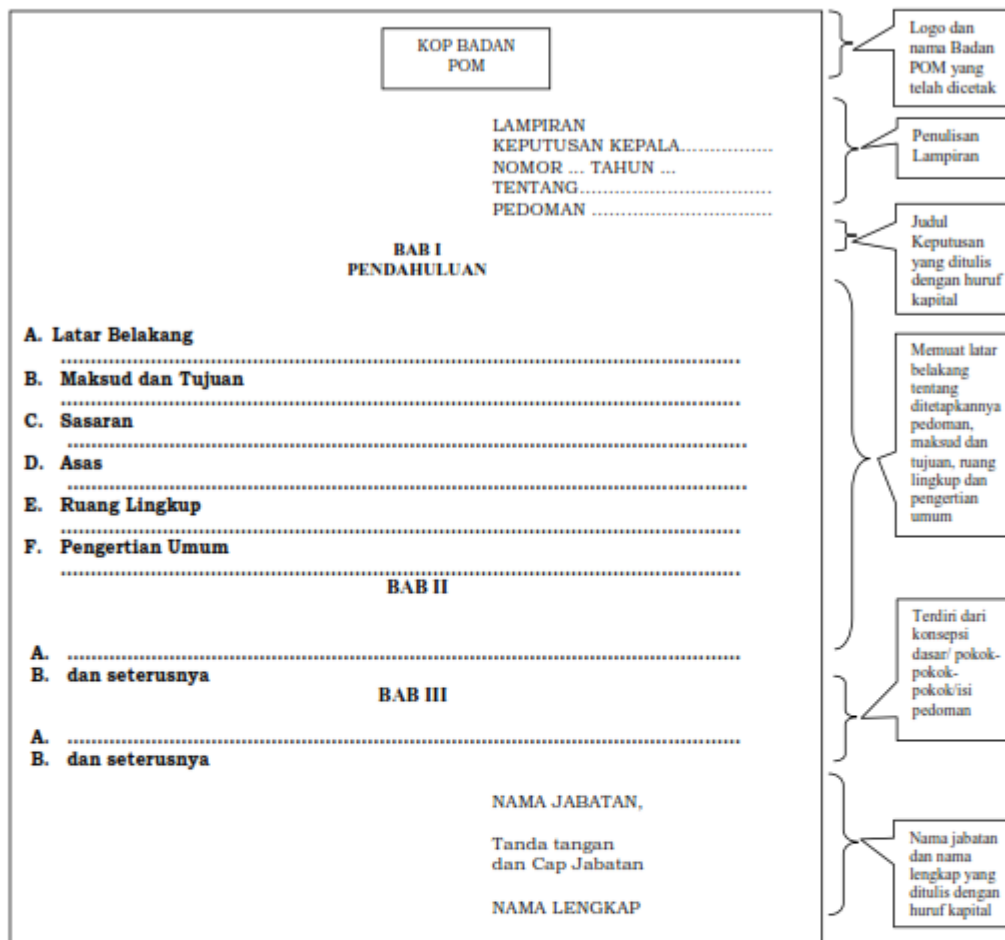 KOP BADAN
POM
LAMPIRAN
KEPUTUSAN KEPALA................
NOMOR ... TAHUN ...
TENTANG.................................
PEDOMAN ...............................
BAB I
PENDAHULUAN
A. Latar Belakang
....................................................................................................................
B. Maksud dan Tujuan
....................................................................................................................
C. Sasaran
....................................................................................................................
D. Asas
....................................................................................................................
E. Ruang Lingkup
....................................................................................................................
F. Pengertian Umum
....................................................................................................................
BAB II
A. ...................................................................................................................
B. dan seterusnya
BAB III
A. ...................................................................................................................
B. dan seterusnya
NAMA JABATAN,
Tanda tangan
dan Cap Jabatan
NAMA LENGKAP
Logo dan
nama Badan
POM yang
telah dicetak
Penulisan
Lampiran
Judul
Keputusan
yang ditulis
dengan huruf
kapital
Memuat latar
belakang
tentang
ditetapkannya
pedoman,
maksud dan
tujuan, ruang
lingkup dan
pengertian
umum
Terdiri dari
konsepsi
dasar/ pokok-
pokok-
pokok/isi
pedoman
Nama jabatan
dan nama
lengkap yang
ditulis dengan
huruf kapital